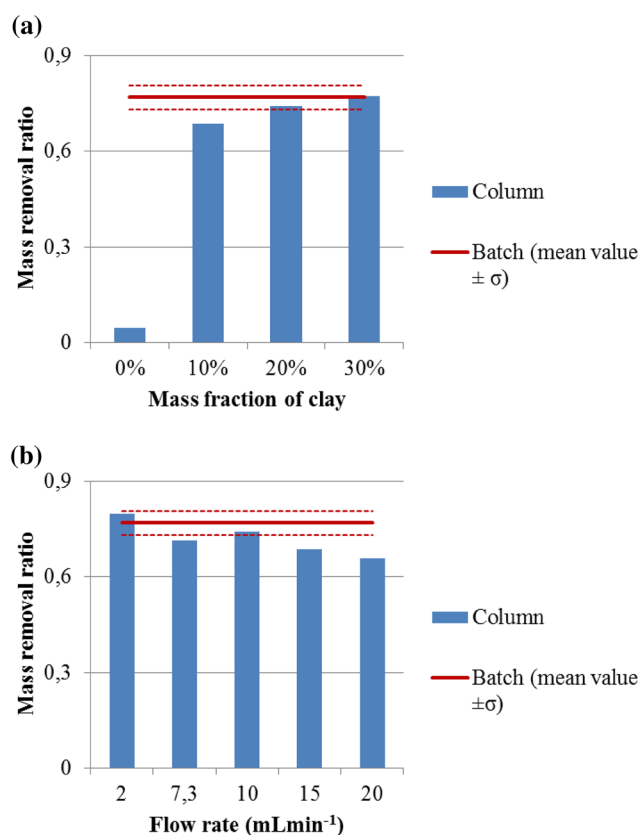 (a)
0,9
0,6
0,3
0
Mass removal ratio
0% 10% 20% 30%
Mass fraction of clay
Column
Batch (mean value
± σ)
(b)
0,9
0,6
0,3
0
Mass removal ratio
2 7,3 10 15 20
Flow rate (mLmin⁻¹)
Column
Batch (mean value
±σ)